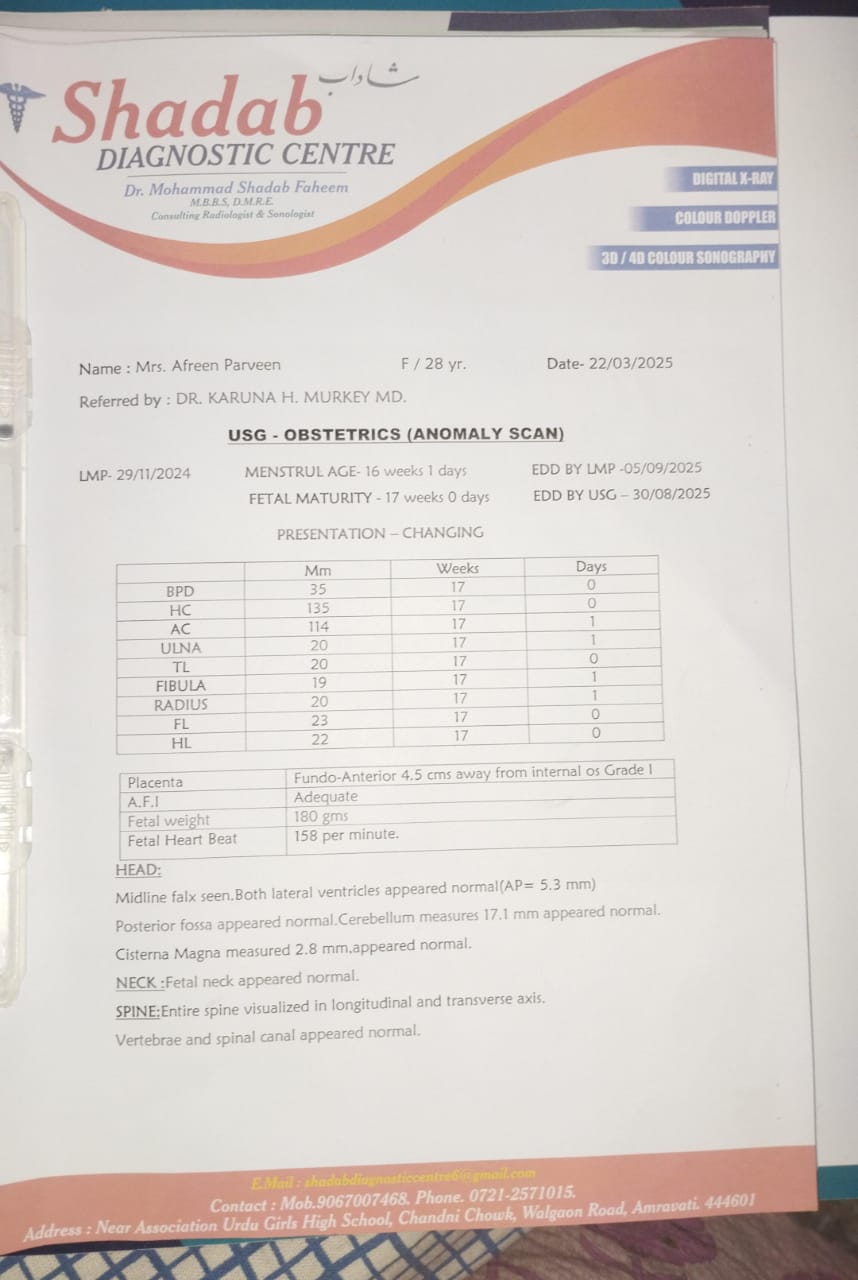 شاداب
Shadab
DIAGNOSTIC CENTRE
Dr. Mohammad Shadab Faheem
M.B.B.S, D.M.R.E.
Consulting Radiologist & Sonologist
DIGITAL X-RAY
COLOUR DOPPLER
3D / 4D COLOUR SONOGRAPHY
Name : Mrs. Afreen Parveen F / 28 yr. Date- 22/03/2025
Referred by : DR. KARUNA H. MURKEY MD.
USG - OBSTETRICS (ANOMALY SCAN)
LMP- 29/11/2024 MENSTRUL AGE- 16 weeks 1 days EDD BY LMP -05/09/2025
FETAL MATURITY - 17 weeks 0 days EDD BY USG – 30/08/2025
PRESENTATION – CHANGING
Mm Weeks Days
BPD 35 17 0
HC 135 17 0
AC 114 17 1
ULNA 20 17 1
TL 20 17 0
FIBULA 19 17 1
RADIUS 20 17 1
FL 23 17 0
HL 22 17 0
Placenta Fundo-Anterior 4.5 cms away from internal os Grade I
A.F.I Adequate
Fetal weight 180 gms
Fetal Heart Beat 158 per minute.
HEAD:
Midline falx seen.Both lateral ventricles appeared normal(AP= 5.3 mm)
Posterior fossa appeared normal.Cerebellum measures 17.1 mm appeared normal.
Cisterna Magna measured 2.8 mm,appeared normal.
NECK :Fetal neck appeared normal.
SPINE:Entire spine visualized in longitudinal and transverse axis.
Vertebrae and spinal canal appeared normal.
E.Mail : shadabdiagnosticcentre6@gmail.com
Contact : Mob.9067007468. Phone. 0721-2571015.
Address : Near Association Urdu Girls High School, Chandni Chowk, Walgaon Road, Amravati. 444601